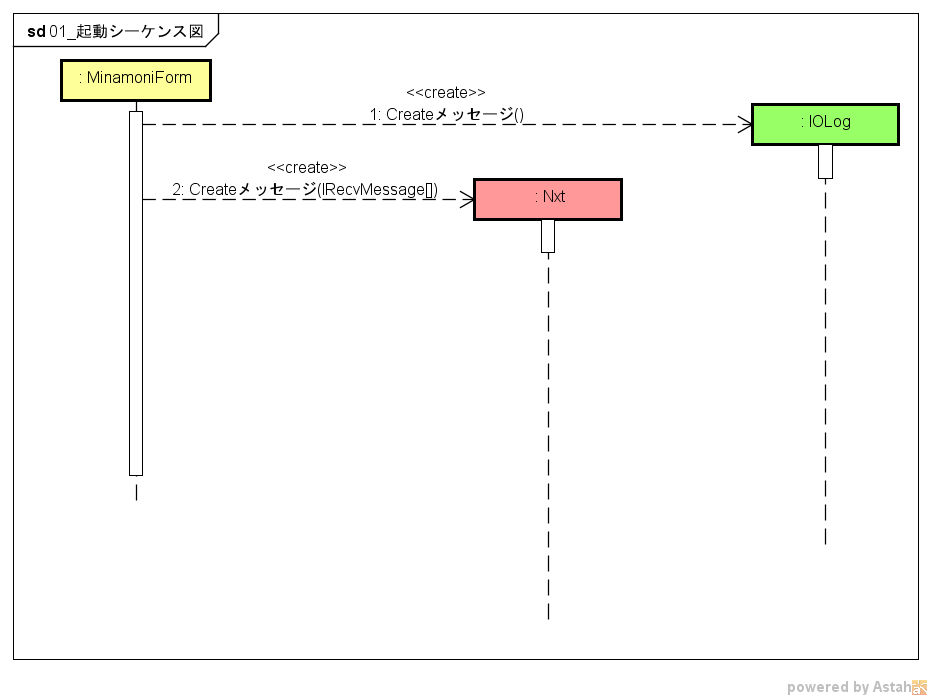 sd 01_起動シーケンス図
: MinamoniForm
<<create>>
1: Createメッセージ()
: IOLog
<<create>>
2: Createメッセージ(IRecvMessage[])
: Nxt
powered by Astah